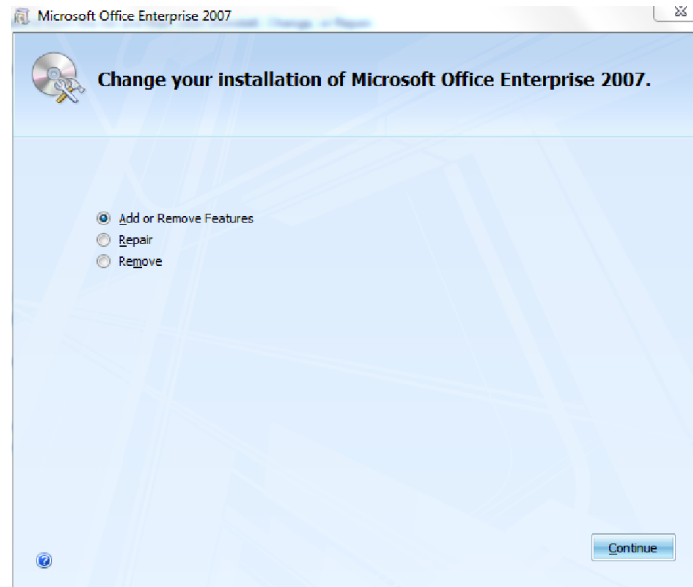 Microsoft Office Enterprise 2007
Change your installation of Microsoft Office Enterprise 2007.
Add or Remove Features
Repair
Remove
Continue